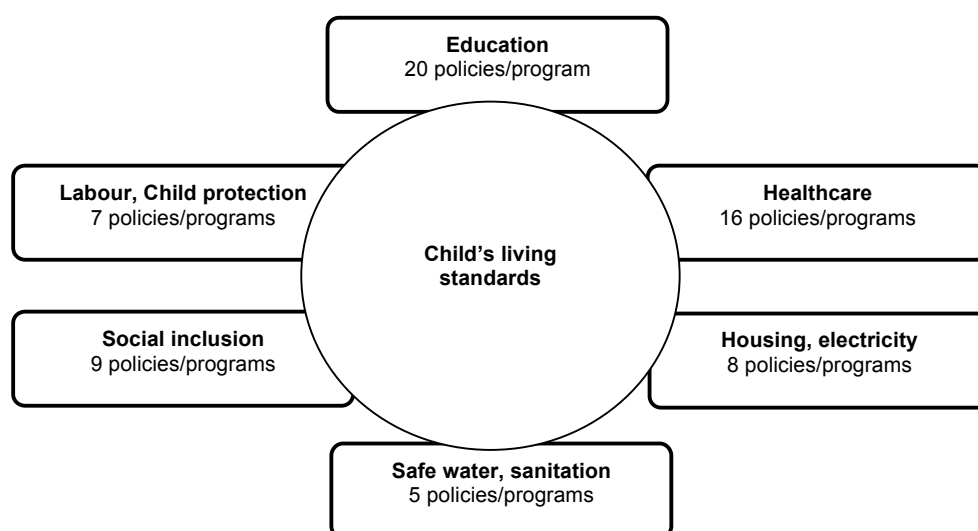 Education
20 policies/program
Labour, Child protection
7 policies/programs
Healthcare
16 policies/programs
Child’s living
standards
Social inclusion
9 policies/programs
Housing, electricity
8 policies/programs
Safe water, sanitation
5 policies/programs